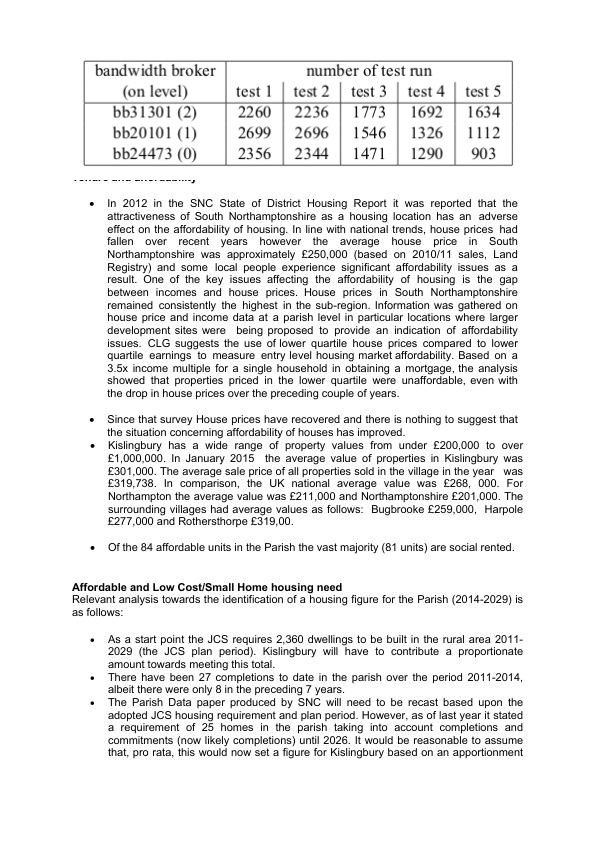 bandwidth broker number of test run
(on level) test 1 test 2 test 3 test 4 test 5
bb31301 (2) 2260 2236 1773 1692 1634
bb20101 (1) 2699 2696 1546 1326 1112
bb24473 (0) 2356 2344 1471 1290 903
• In 2012 in the SNC State of District Housing Report it was reported that the
attractiveness of South Northamptonshire as a housing location has an adverse
effect on the affordability of housing. In line with national trends, house prices had
fallen over recent years however the average house price in South
Northamptonshire was approximately £250,000 (based on 2010/11 sales, Land
Registry) and some local people experience significant affordability issues as a
result. One of the key issues affecting the affordability of housing is the gap
between incomes and house prices. House prices in South Northamptonshire
remained consistently the highest in the sub-region. Information was gathered on
house price and income data at a parish level in particular locations where larger
development sites were being proposed to provide an indication of affordability
issues. CLG suggests the use of lower quartile house prices compared to lower
quartile earnings to measure entry level housing market affordability. Based on a
3.5x income multiple for a single household in obtaining a mortgage, the analysis
showed that properties priced in the lower quartile were unaffordable, even with
the drop in house prices over the preceding couple of years.
• Since that survey House prices have recovered and there is nothing to suggest that
the situation concerning affordability of houses has improved.
• Kislingbury has a wide range of property values from under £200,000 to over
£1,000,000. In January 2015 the average value of properties in Kislingbury was
£301,000. The average sale price of all properties sold in the village in the year was
£319,738. In comparison, the UK national average value was £268, 000. For
Northampton the average value was £211,000 and Northamptonshire £201,000. The
surrounding villages had average values as follows: Bugbrooke £259,000, Harpole
£277,000 and Rothersthorpe £319,00.
• Of the 84 affordable units in the Parish the vast majority (81 units) are social rented.
Affordable and Low Cost/Small Home housing need
Relevant analysis towards the identification of a housing figure for the Parish (2014-2029) is
as follows:
• As a start point the JCS requires 2,360 dwellings to be built in the rural area 2011-
2029 (the JCS plan period). Kislingbury will have to contribute a proportionate
amount towards meeting this total.
• There have been 27 completions to date in the parish over the period 2011-2014,
albeit there were only 8 in the preceding 7 years.
• The Parish Data paper produced by SNC will need to be recast based upon the
adopted JCS housing requirement and plan period. However, as of last year it stated
a requirement of 25 homes in the parish taking into account completions and
commitments (now likely completions) until 2026. It would be reasonable to assume
that, pro rata, this would now set a figure for Kislingbury based on an apportionment